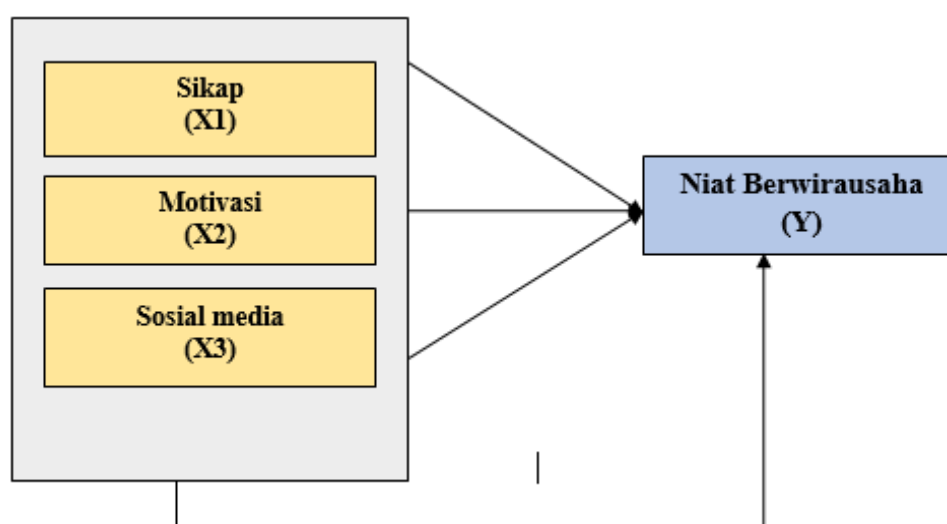 Sikap
(X1)
Motivasi
(X2)
Sosial media
(X3)
Niat Berwirausaha
(Y)